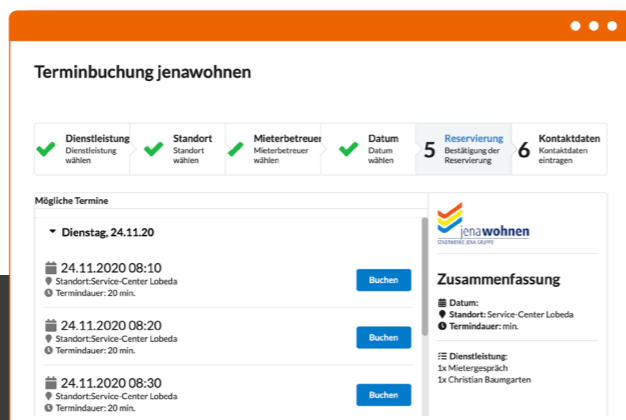 Terminbuchung jenawohnen
Dienstleistung
Dienstleistung
wählen
Standort
Standort
wählen
Mieterbetreuer
Mieterbetreuer
wählen
Datum
Datum
wählen
5
Reservierung
Bestätigung der
Reservierung
6
Kontaktdaten
Kontaktdaten
eintragen
Mögliche Termine
Dienstag, 24.11.20
24.11.2020 08:10
Standort:Service-Center Lobeda
Termindauer: 20 min.
Buchen
24.11.2020 08:20
Standort:Service-Center Lobeda
Termindauer: 20 min.
Buchen
24.11.2020 08:30
Standort:Service-Center Lobeda
Termindauer: 20 min.
Buchen
jenawohnen
STADTWERKE JENA GRUPPE
Zusammenfassung
Datum:
Standort: Service-Center Lobeda
Termindauer: min.
Dienstleistung:
1x Mietergespräch
1x Christian Baumgarten